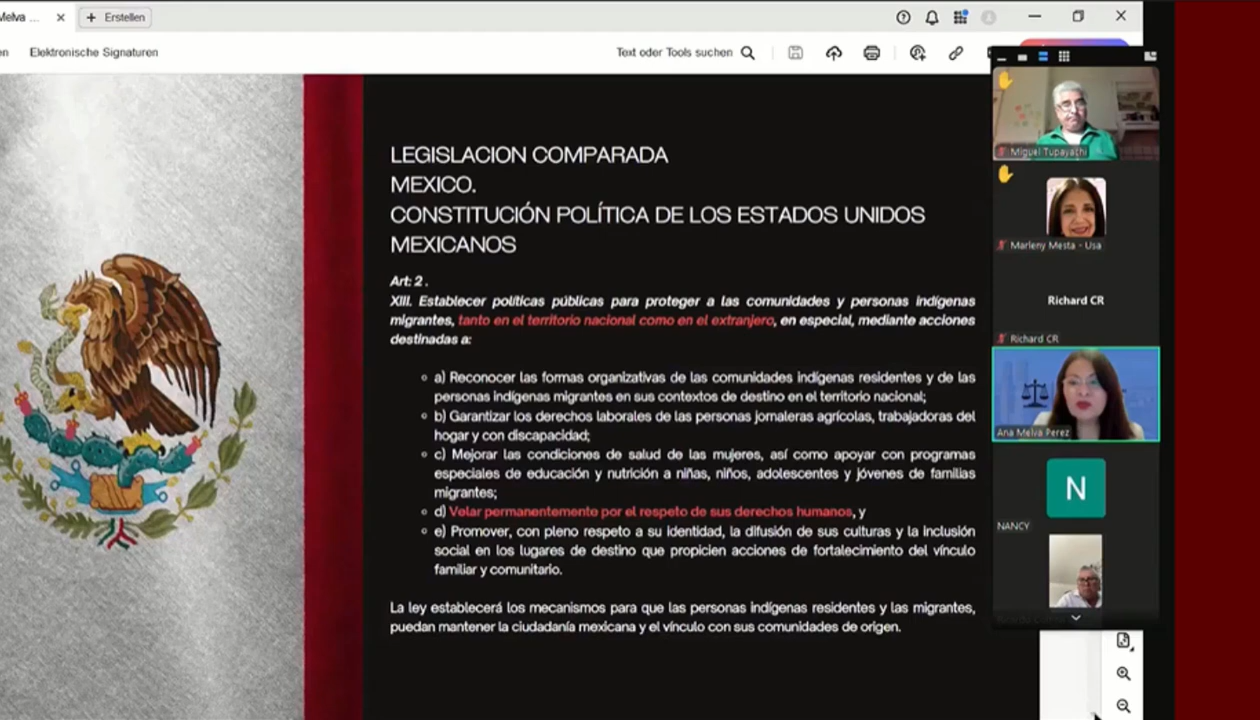 Melva ...
Erstellen
en
Elektronische Signaturen
Text oder Tools suchen
LEGISLACION COMPARADA
MEXICO.
CONSTITUCIÓN POLÍTICA DE LOS ESTADOS UNIDOS
MEXICANOS
Art: 2 .
XIII. Establecer políticas públicas para proteger a las comunidades y personas indígenas
migrantes, tanto en el territorio nacional como en el extranjero, en especial, mediante acciones
destinadas a:
a) Reconocer las formas organizativas de las comunidades indígenas residentes y de las
personas indígenas migrantes en sus contextos de destino en el territorio nacional;
b) Garantizar los derechos laborales de las personas jornaleras agrícolas, trabajadoras del
hogar y con discapacidad;
c) Mejorar las condiciones de salud de las mujeres, así como apoyar con programas
especiales de educación y nutrición a niñas, niños, adolescentes y jóvenes de familias
migrantes;
d) Velar permanentemente por el respeto de sus derechos humanos, y
e) Promover, con pleno respeto a su identidad, la difusión de sus culturas y la inclusión
social en los lugares de destino que propicien acciones de fortalecimiento del vínculo
familiar y comunitario.
La ley establecerá los mecanismos para que las personas indígenas residentes y las migrantes,
puedan mantener la ciudadanía mexicana y el vínculo con sus comunidades de origen.
Miguel Tupayachi
Marleny Mesta - Usa
Richard CR
Richard CR
Ana Melva Perez
N
NANCY